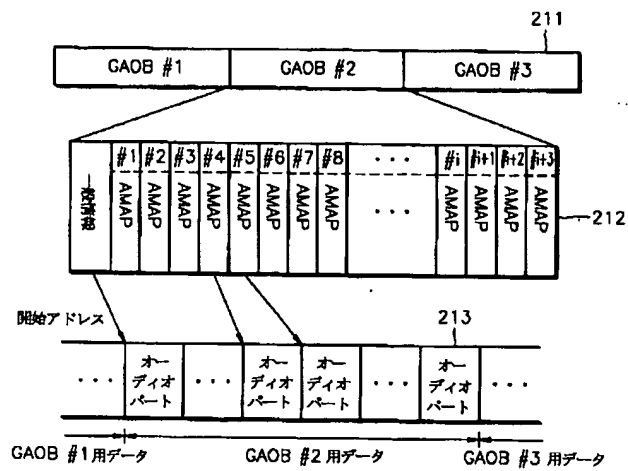 211
GAOB #1 GAOB #2 GAOB #3
#1 #2 #3 #4 #5 #6 #7 #8 ・・・ #i #i+1 #i+2 #i+3
一般情報 AMAP AMAP AMAP AMAP AMAP AMAP AMAP AMAP ・・・ AMAP AMAP AMAP AMAP
212
開始アドレス
213
・・・ オーディオパート ・・・ オーディオパート オーディオパート ・・・ オーディオパート ・・・
GAOB #1 用データ GAOB #2 用データ GAOB #3 用データ